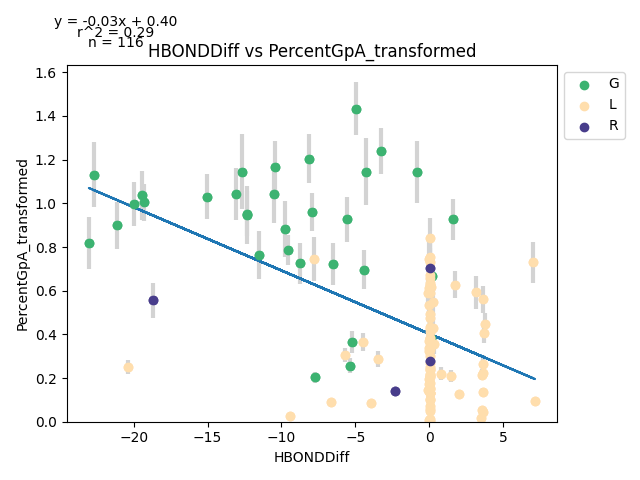 y = -0.03x + 0.40
r^2 = 0.29
n = 116
HBONDDiff vs PercentGpA_transformed
G
L
R
1.6
1.4
1.2
1.0
0.8
0.6
0.4
0.2
0.0
PercentGpA_transformed
−20
−15
−10
−5
0
5
HBONDDiff